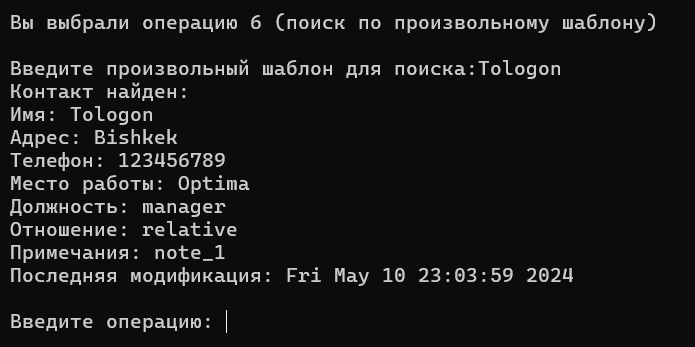 Вы выбрали операцию 6 (поиск по произвольному шаблону)
Введите произвольный шаблон для поиска:Tologon
Контакт найден:
Имя: Tologon
Адрес: Bishkek
Телефон: 123456789
Место работы: Optima
Должность: manager
Отношение: relative
Примечания: note_1
Последняя модификация: Fri May 10 23:03:59 2024
Введите операцию: